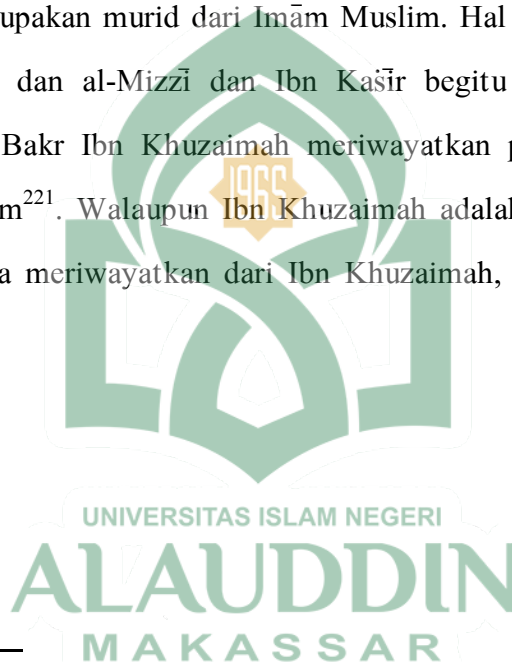 upakan murid dari Imām Muslim. Hal
dan al-Mizzī dan Ibn Kaṡīr begitu
Bakr Ibn Khuzaimah meriwayatkan p
1965
m221. Walaupun Ibn Khuzaimah adalah
a meriwayatkan dari Ibn Khuzaimah,
UNIVERSITAS ISLAM NEGERI
ALAUDDIN
MAKASSAR